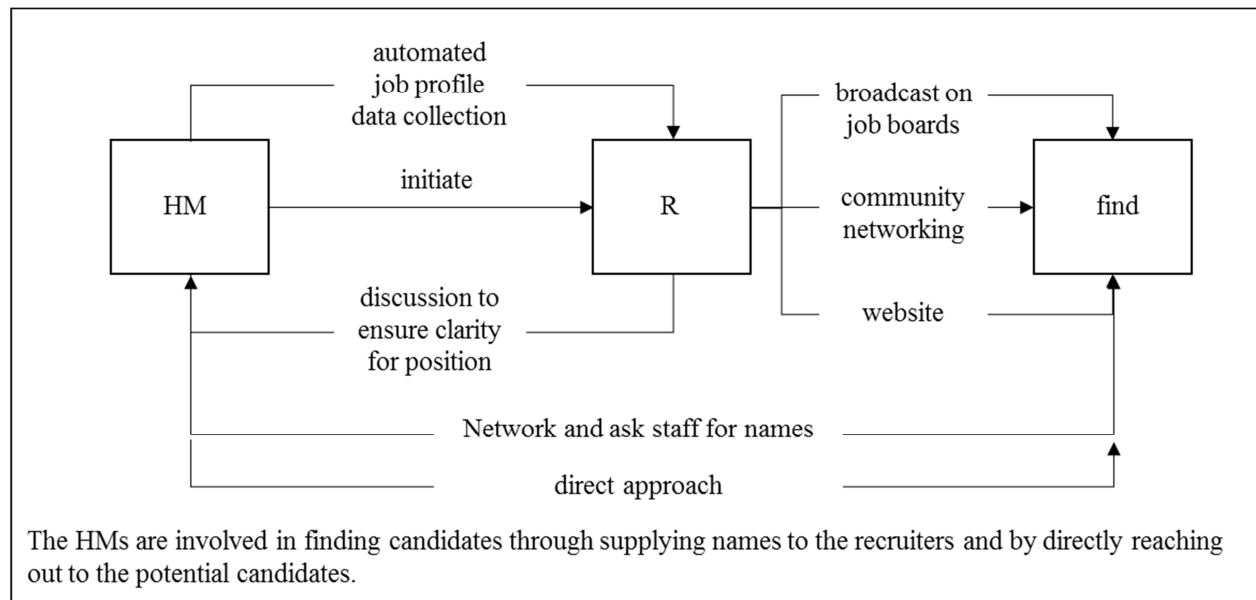 automated
job profile
data collection
broadcast on
job boards
HM
initiate
R
community
networking
find
discussion to
ensure clarity
for position
website
Network and ask staff for names
direct approach
The HMs are involved in finding candidates through supplying names to the recruiters and by directly reaching
out to the potential candidates.